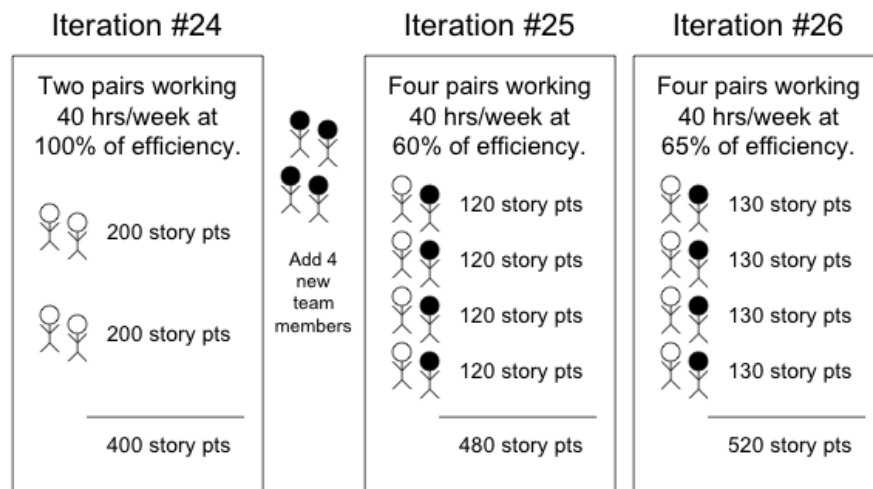 Iteration #24
Two pairs working
40 hrs/week at
100% of efficiency.
200 story pts
200 story pts
400 story pts
Add 4
new
team
members
Iteration #25
Four pairs working
40 hrs/week at
60% of efficiency.
120 story pts
120 story pts
120 story pts
120 story pts
480 story pts
Iteration #26
Four pairs working
40 hrs/week at
65% of efficiency.
130 story pts
130 story pts
130 story pts
130 story pts
520 story pts